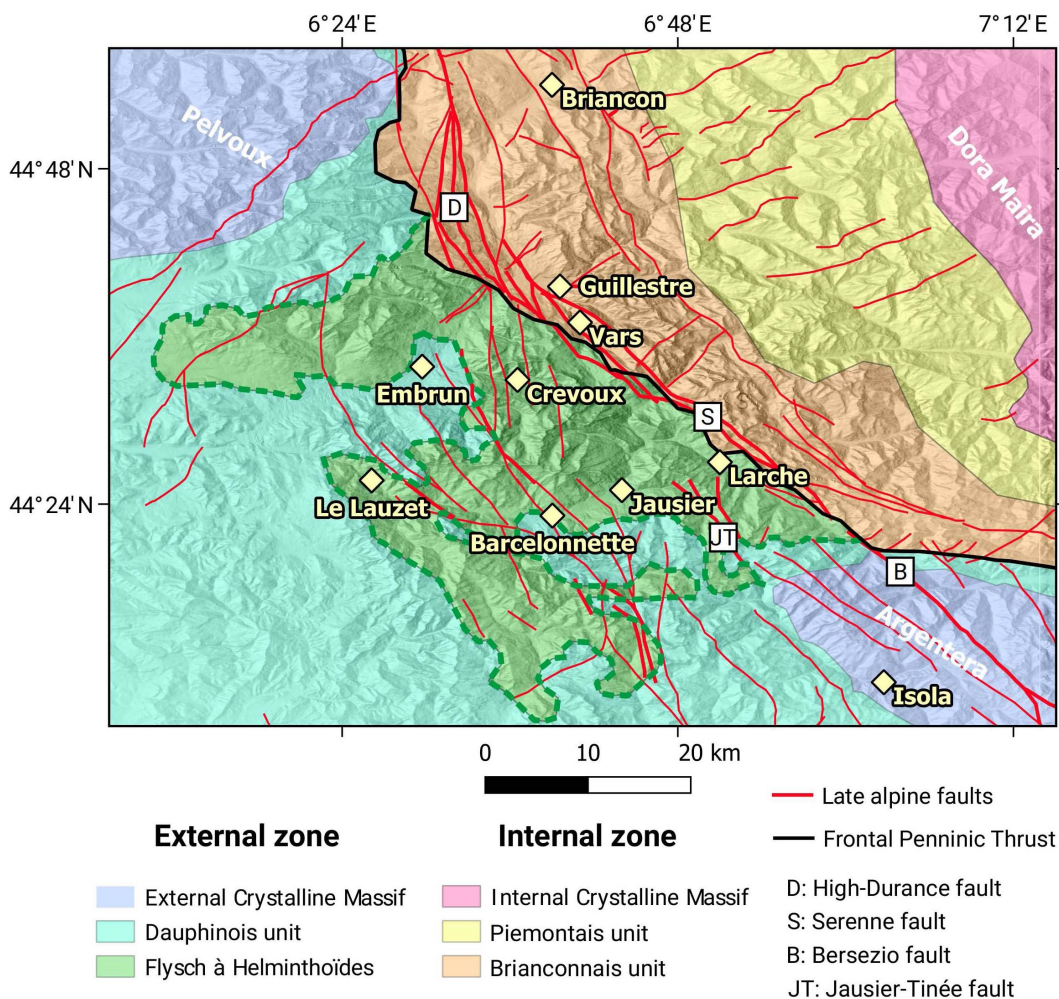 6°24'E 6°48'E 7°12'E
Briancon
Pelvoux
Dora Maira
44°48'N
D
Guillestre
Vars
Embrun
Crevoux
S
Larche
44°24'N
Le Lauzet
Jausier
Barcelonnette
JT
B
Argentera
Isola
0 10 20 km
Late alpine faults
External zone
Internal zone
Frontal Penninic Thrust
External Crystalline Massif
Dauphinois unit
Flysch à Helminthoïdes
Internal Crystalline Massif
Piemontais unit
Brianconnais unit
D: High-Durance fault
S: Serenne fault
B: Bersezio fault
JT: Jausier-Tinée fault